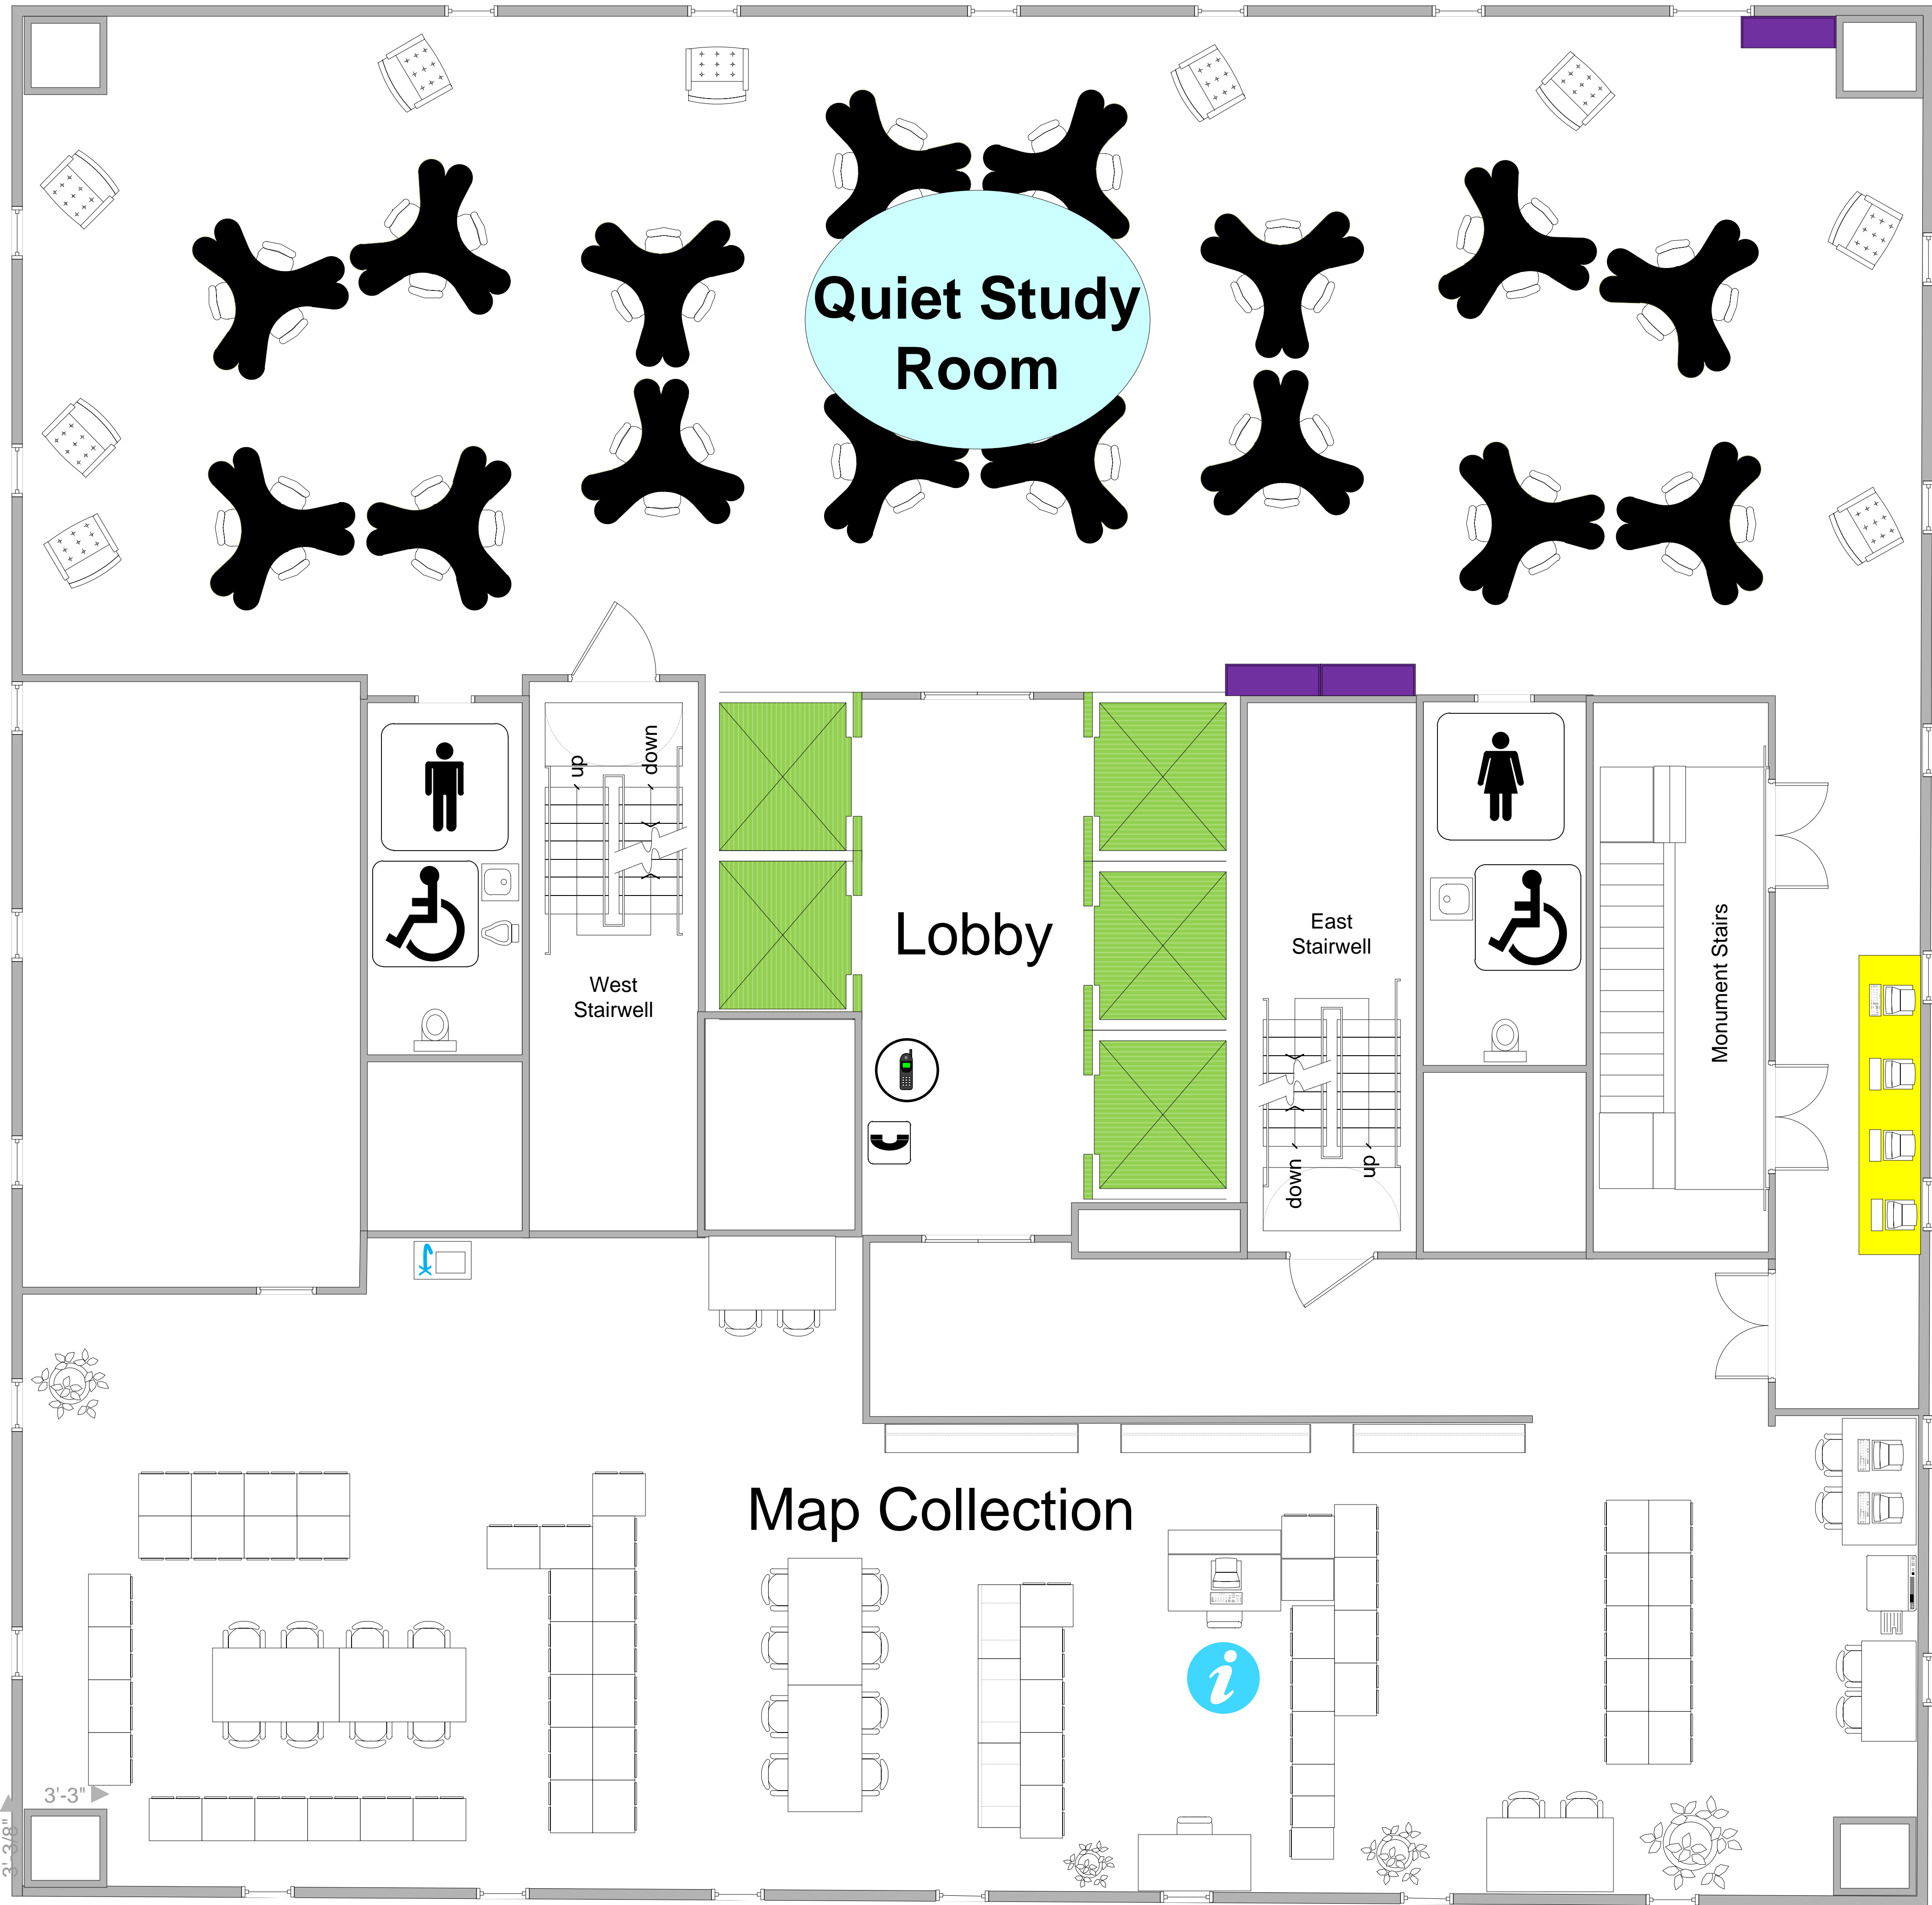 Quiet Study
Room
up
down
Lobby
East
Stairwell
West
Stairwell
Monument Stairs
down
up
Map Collection
i
3'-3"
3'-3/8"